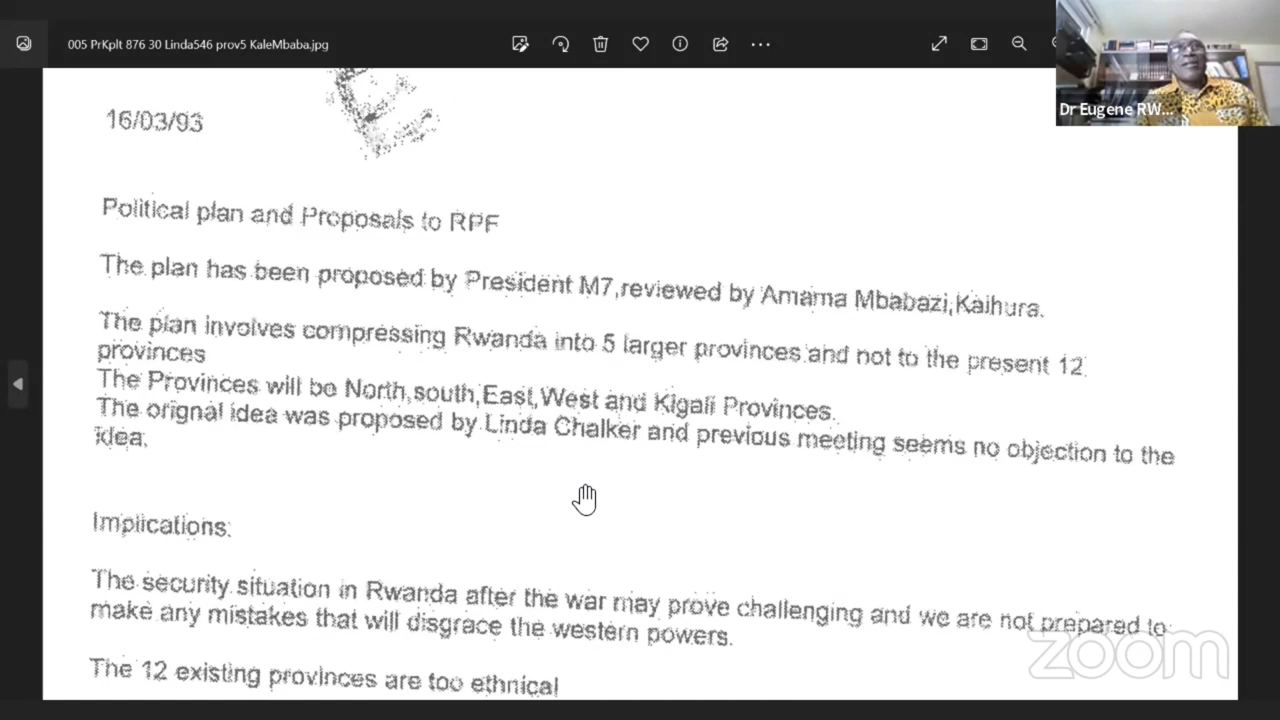 005 PrKplt 876 30 Linda546 prov5 KaleMbaba.jpg
Dr Eugene RW...
16/03/93
Political plan and Proposals to RPF
The plan has been proposed by President M7,reviewed by Amama Mbabazi,Kaihura.
The plan involves compressing Rwanda into 5 larger provinces and not to the present 12
provinces
The Provinces will be North,south,East,West and Kigali Provinces.
The orignal idea was proposed by Linda Chalker and previous meeting seems no objection to the
idea.
Implications:
The security situation in Rwanda after the war may prove challenging and we are not prepared to
make any mistakes that will disgrace the western powers.
The 12 existing provinces are too ethnical
zoom